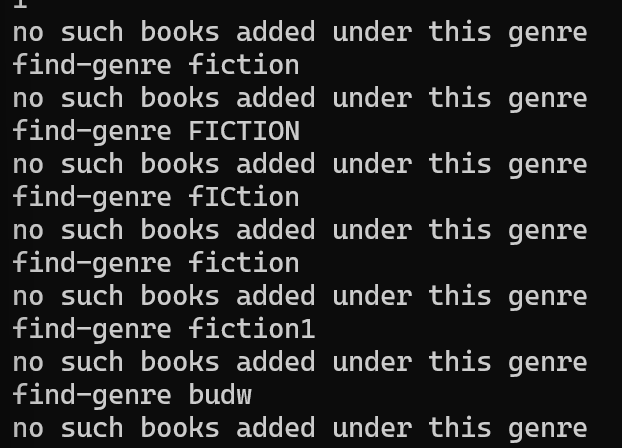 no such books added under this genre
find-genre fiction
no such books added under this genre
find-genre FICTION
no such books added under this genre
find-genre fICtion
no such books added under this genre
find-genre fiction
no such books added under this genre
find-genre fiction1
no such books added under this genre
find-genre budw
no such books added under this genre